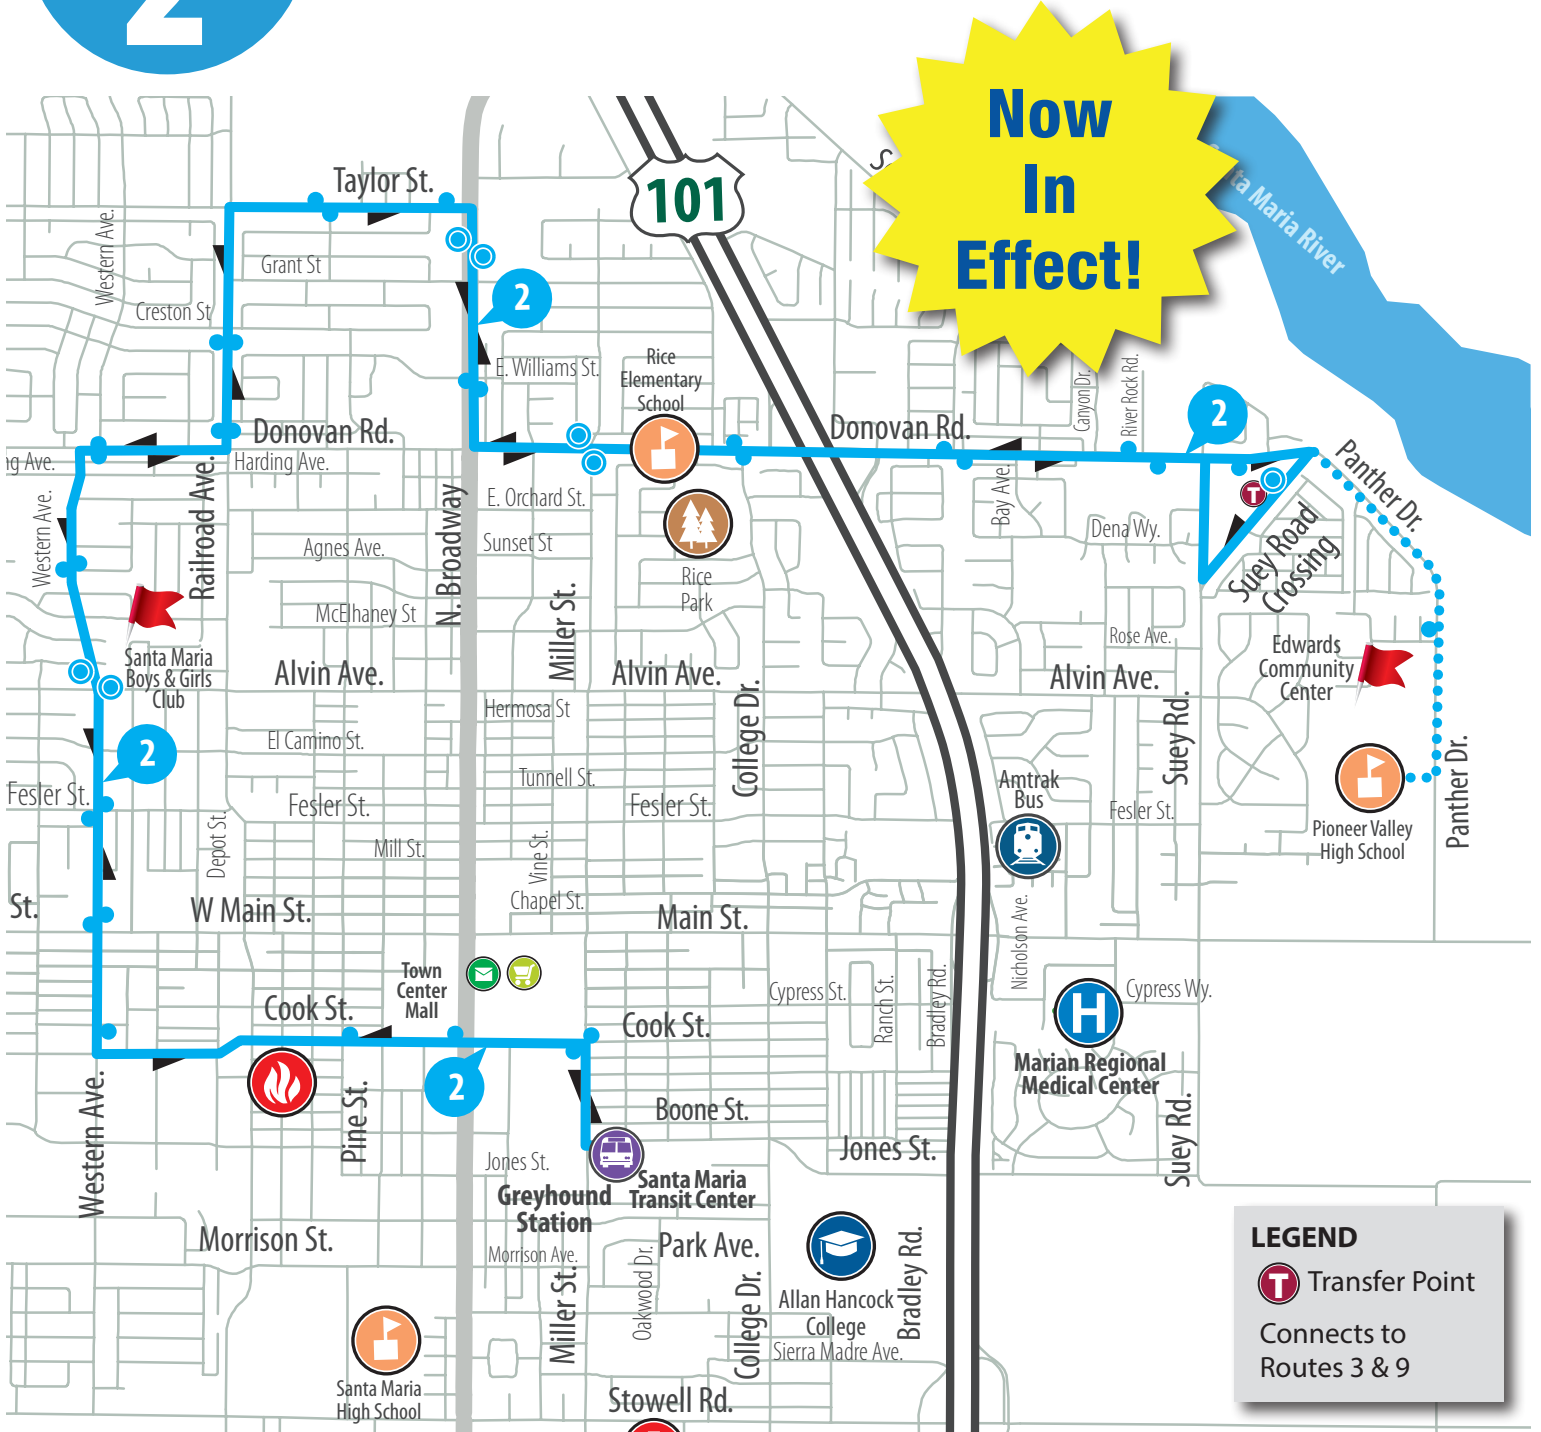 2
Now
In
Effect!
101
Taylor St.
Santa Maria River
Western Ave.
Grant St
Creston St
2
E. Williams St.
Rice
Elementary
School
Canyon Dr.
River Rock Rd.
2
Donovan Rd.
Donovan Rd.
Panther Dr.
Harding Ave.
Railroad Ave.
Western Ave.
N. Broadway
E. Orchard St.
Bay Ave.
T
Dena Wy.
Suey Road
Crossing
Agnes Ave.
Sunset St
Rice
Park
McElhaney St
Miller St.
Rose Ave.
Edwards
Community
Center
Santa Maria
Boys & Girls
Club
Alvin Ave.
Alvin Ave.
Alvin Ave.
College Dr.
Suey Rd.
Hermosa St
El Camino St.
2
Tunnell St.
Amtrak
Bus
Panther Dr.
Fesler St.
Fesler St.
Fesler St.
Fesler St.
Pioneer Valley
High School
Depot St.
Mill St.
Vine St.
Chapel St.
St.
W Main St.
Main St.
Nicholson Ave.
Town
Center
Mall
Cypress St.
Ranch St.
Bradley Rd.
Cypress Wy.
H
Cook St.
Cook St.
Marian Regional
Medical Center
2
Western Ave.
Pine St.
Boone St.
Jones St.
Suey Rd.
Jones St.
Santa Maria
Transit Center
Greyhound
Station
Morrison St.
Morrison Ave.
Park Ave.
Miller St.
Oakwood Dr.
College Dr.
Bradley Rd.
Allan Hancock
College
Sierra Madre Ave.
Santa Maria
High School
Stowell Rd.
LEGEND
T Transfer Point
Connects to
Routes 3 & 9